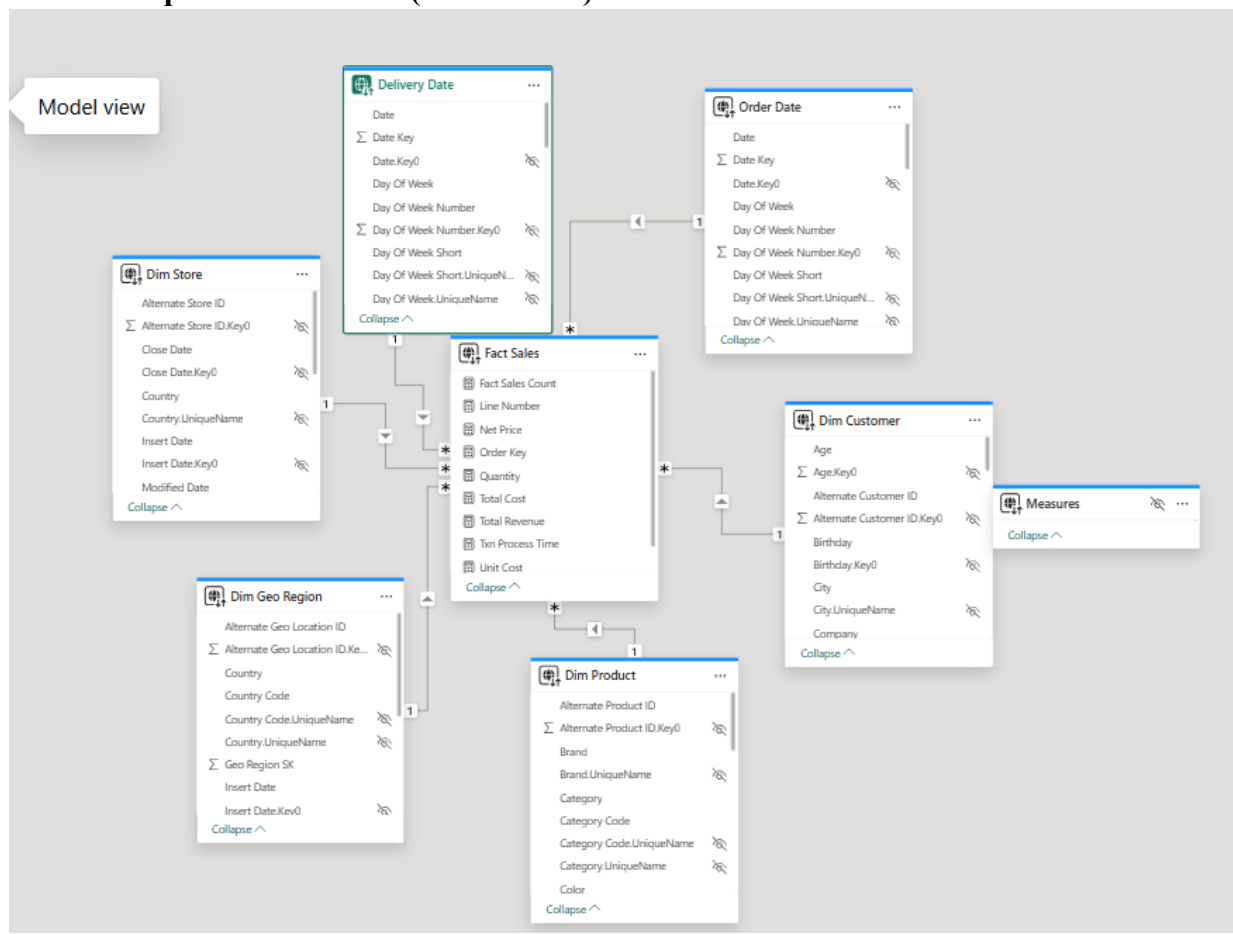 Model view
Delivery Date
Date
Date Key
Date.Key0
Day Of Week
Day Of Week Number
Day Of Week Number.Key0
Day Of Week Short
Day Of Week Short.UniqueN...
Day Of Week.UniqueName
Collapse
1
Order Date
Date
Date Key
Date.Key0
Day Of Week
Day Of Week Number
Day Of Week Number.Key0
Day Of Week Short
Day Of Week Short.UniqueN...
Day Of Week.UniqueName
Collapse
1
*
Dim Store
Alternate Store ID
Alternate Store ID.Key0
Close Date
Close Date.Key0
Country
Country.UniqueName
Insert Date
Insert Date.Key0
Modified Date
Collapse
1
Fact Sales
Fact Sales Count
Line Number
Net Price
Order Key
Quantity
Total Cost
Total Revenue
Txn Process Time
Unit Cost
Collapse
*
*
*
*
*
Dim Customer
Age
Age.Key0
Alternate Customer ID
Alternate Customer ID.Key0
Birthday
Birthday.Key0
City
City.UniqueName
Company
Collapse
1
Measures
Collapse
Dim Geo Region
Alternate Geo Location ID
Alternate Geo Location ID.Ke...
Country
Country Code
Country Code.UniqueName
Country.UniqueName
Geo Region SK
Insert Date
Insert Date.Key0
Collapse
1
Dim Product
Alternate Product ID
Alternate Product ID.Key0
Brand
Brand.UniqueName
Category
Category Code
Category Code.UniqueName
Category.UniqueName
Color
Collapse
1